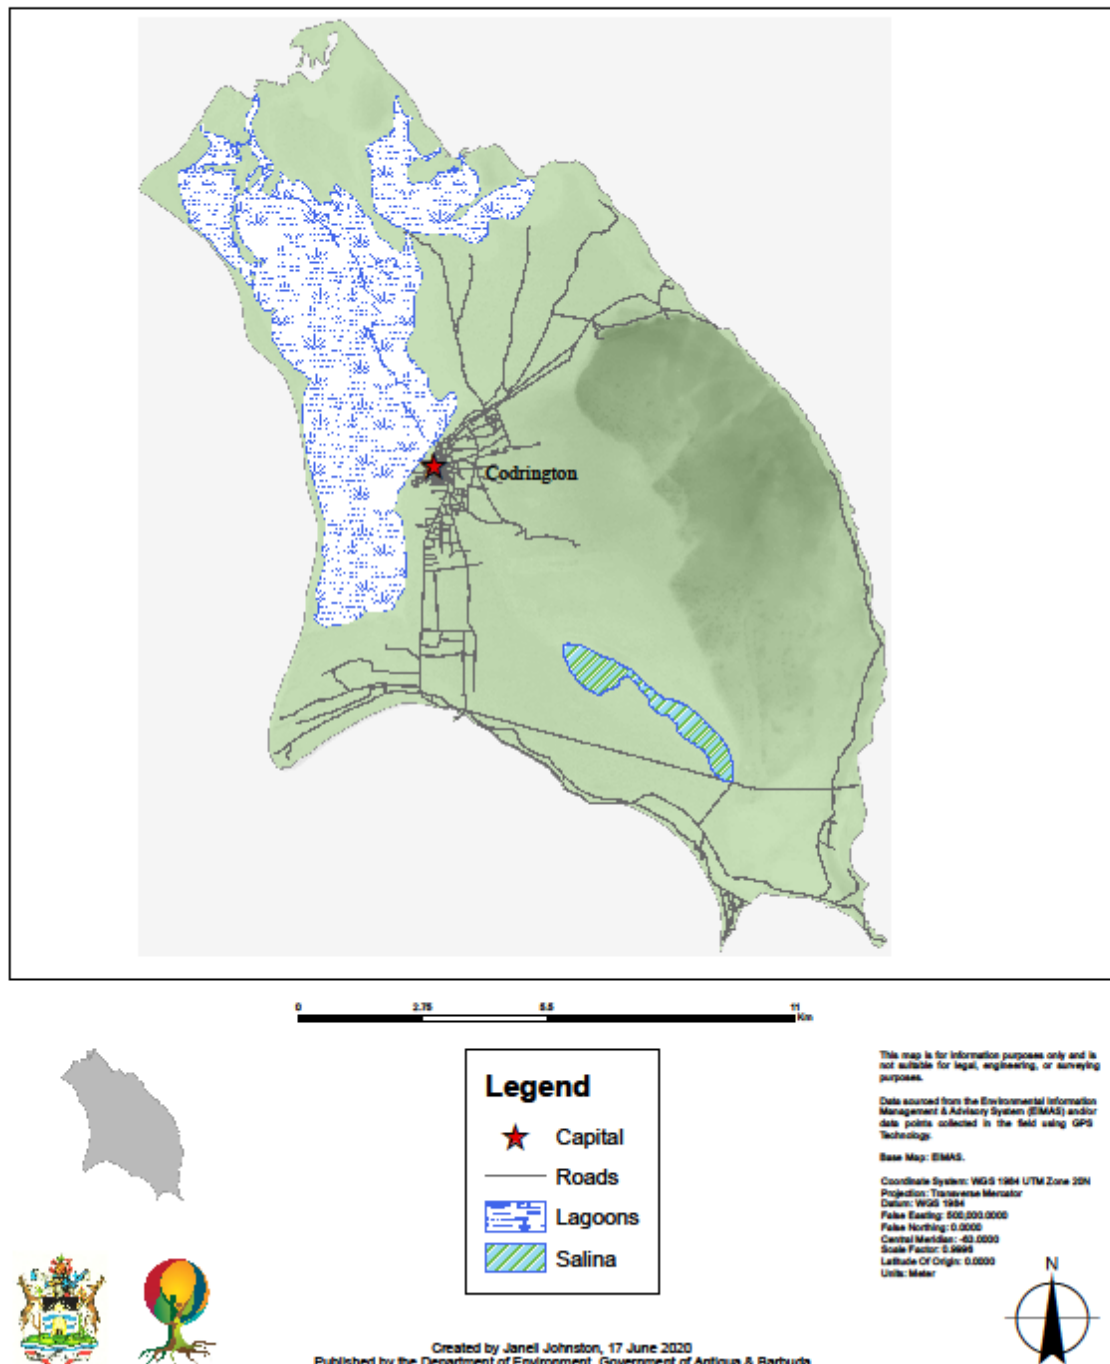 Codrington
0 2.75 5.5 11
Km
Legend
Capital
Roads
Lagoons
Salina
This map is for information purposes only and is
not suitable for legal, engineering, or surveying
purposes.
Data sourced from the Environmental Information
Management & Advisory System (EIMAS) and/or
data points collected in the field using GPS
Technology.
Base Map: EIMAS.
Coordinate System: WGS 1984 UTM Zone 20N
Projection: Transverse Mercator
Datum: WGS 1984
False Easting: 500,000.0000
False Northing: 0.0000
Central Meridian: -63.0000
Scale Factor: 0.9996
Latitude Of Origin: 0.0000
Units: Meter
N
Created by Janeil Johnston, 17 June 2020
Published by the Department of Environment, Government of Antigua & Barbuda